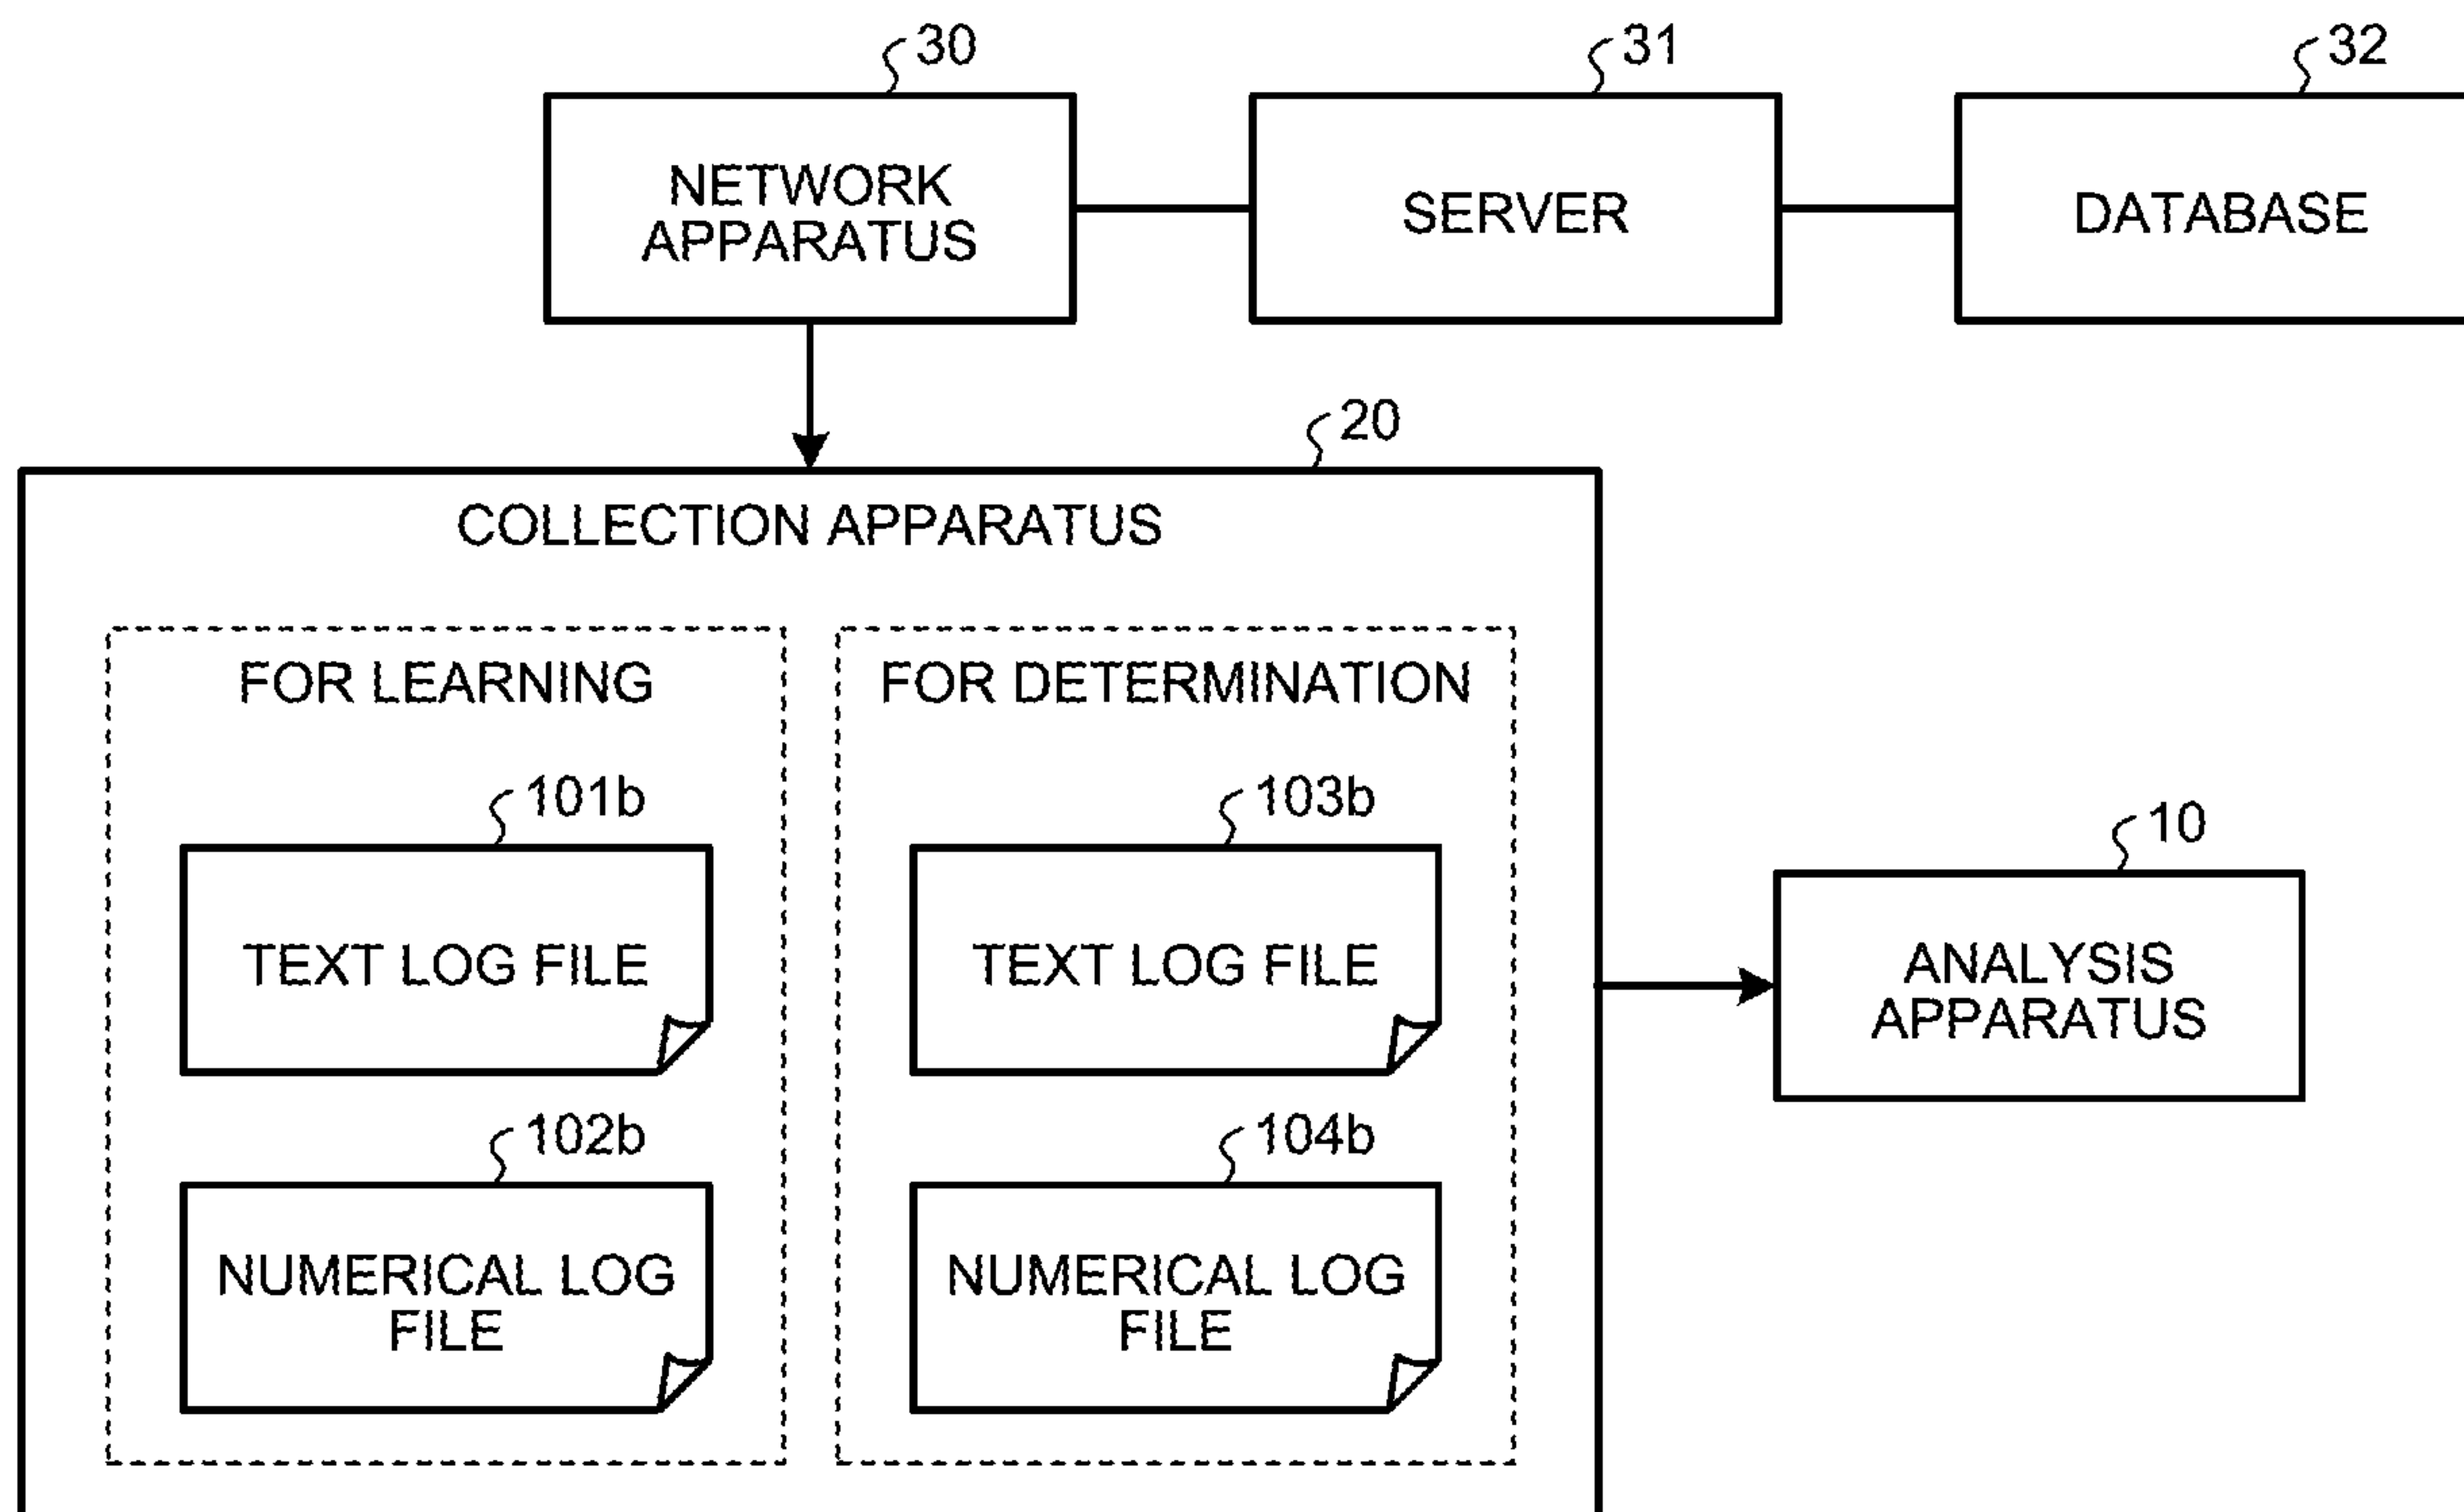 30
31
32
NETWORK
APPARATUS
SERVER
DATABASE
20
COLLECTION APPARATUS
FOR LEARNING
FOR DETERMINATION
101b
103b
TEXT LOG FILE
TEXT LOG FILE
10
ANALYSIS
APPARATUS
102b
104b
NUMERICAL LOG
FILE
NUMERICAL LOG
FILE